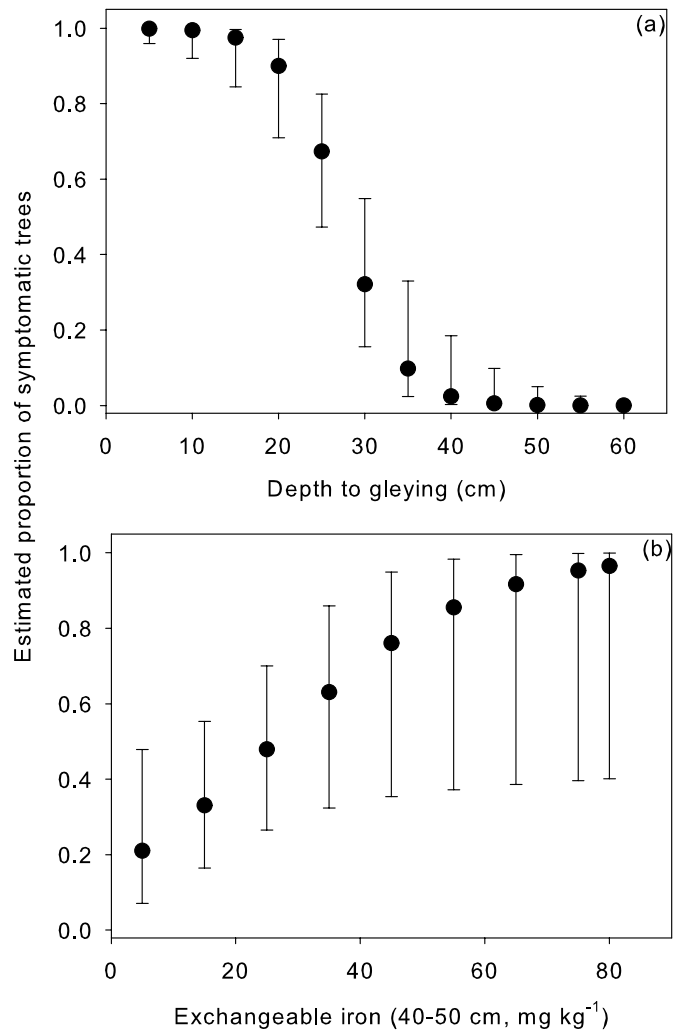 (a)
1.0
0.8
0.6
0.4
0.2
0.0
0 10 20 30 40 50 60
Depth to gleying (cm)
Estimated proportion of symptomatic trees
(b)
1.0
0.8
0.6
0.4
0.2
0.0
0 20 40 60 80
Exchangeable iron (40-50 cm, mg kg⁻¹)